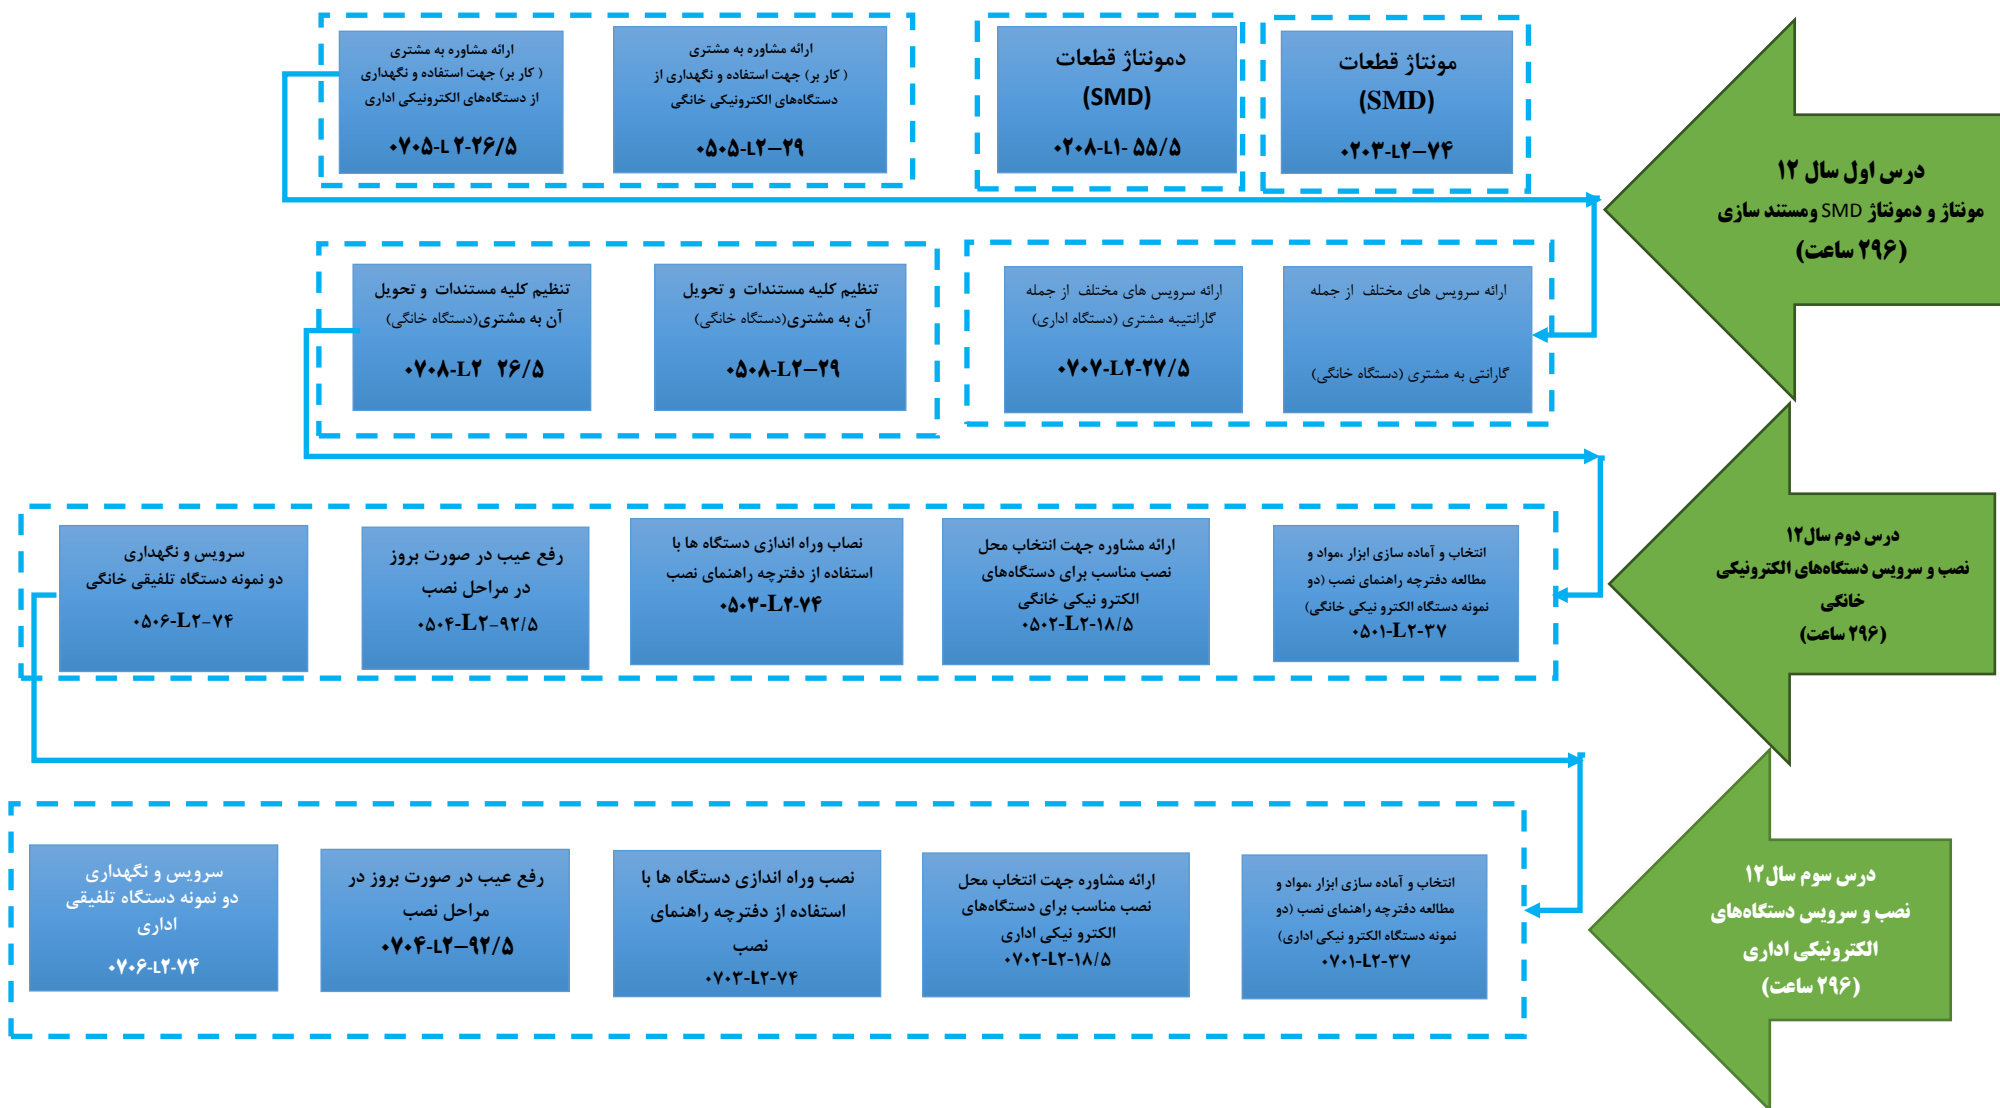 درس اول سال ۱۲
مونتاژ و دمونتاژ SMD ومستند سازی
(۲۹۶ ساعت)
مونتاژ قطعات
(SMD)
۰۲۰۳-L۲–۷۴
دمونتاژ قطعات
(SMD)
۰۲۰۸-L۱- ۵۵/۵
ارائه مشاوره به مشتری
( کار بر) جهت استفاده و نگهداری از
دستگاه‌های الکترونیکی خانگی
۰۵۰۵-L۲–۲۹
ارائه مشاوره به مشتری
( کار بر) جهت استفاده و نگهداری
از دستگاه‌های الکترونیکی اداری
۰۷۰۵-L ۲-۲۶/۵
ارائه سرویس های مختلف از جمله
گارانتی به مشتری (دستگاه خانگی)
ارائه سرویس های مختلف از جمله
گارانتیبه مشتری (دستگاه اداری)
۰۷۰۷-L۲-۲۷/۵
تنظیم کلیه مستندات و تحویل
آن به مشتری(دستگاه خانگی)
۰۵۰۸-L۲–۲۹
تنظیم کلیه مستندات و تحویل
آن به مشتری(دستگاه خانگی)
۰۷۰۸-L۲ ۲۶/۵
درس دوم سال۱۲
نصب و سرویس دستگاه‌های الکترونیکی
خانگی
(۲۹۶ ساعت)
انتخاب و آماده سازی ابزار ،مواد و
مطالعه دفترچه راهنمای نصب (دو
نمونه دستگاه الکترو نیکی خانگی)
۰۵۰۱-L۲-۳۷
ارائه مشاوره جهت انتخاب محل
نصب مناسب برای دستگاه‌های
الکترو نیکی خانگی
۰۵۰۲-L۲-۱۸/۵
نصاب وراه اندازی دستگاه ها با
استفاده از دفترچه راهنمای نصب
۰۵۰۳-L۲-۷۴
رفع عیب در صورت بروز
در مراحل نصب
۰۵۰۴-L۲-۹۲/۵
سرویس و نگهداری
دو نمونه دستگاه تلفیقی خانگی
۰۵۰۶-L۲-۷۴
درس سوم سال۱۲
نصب و سرویس دستگاه‌های
الکترونیکی اداری
(۲۹۶ ساعت)
انتخاب و آماده سازی ابزار ،مواد و
مطالعه دفترچه راهنمای نصب (دو
نمونه دستگاه الکترو نیکی اداری)
۰۷۰۱-L۲-۳۷
ارائه مشاوره جهت انتخاب محل
نصب مناسب برای دستگاه‌های
الکترو نیکی اداری
۰۷۰۲-L۲-۱۸/۵
نصب وراه اندازی دستگاه ها با
استفاده از دفترچه راهنمای
نصب
۰۷۰۳-L۲-۷۴
رفع عیب در صورت بروز در
مراحل نصب
۰۷۰۴-L۲–۹۲/۵
سرویس و نگهداری
دو نمونه دستگاه تلفیقی
اداری
۰۷۰۶-L۲-۷۴